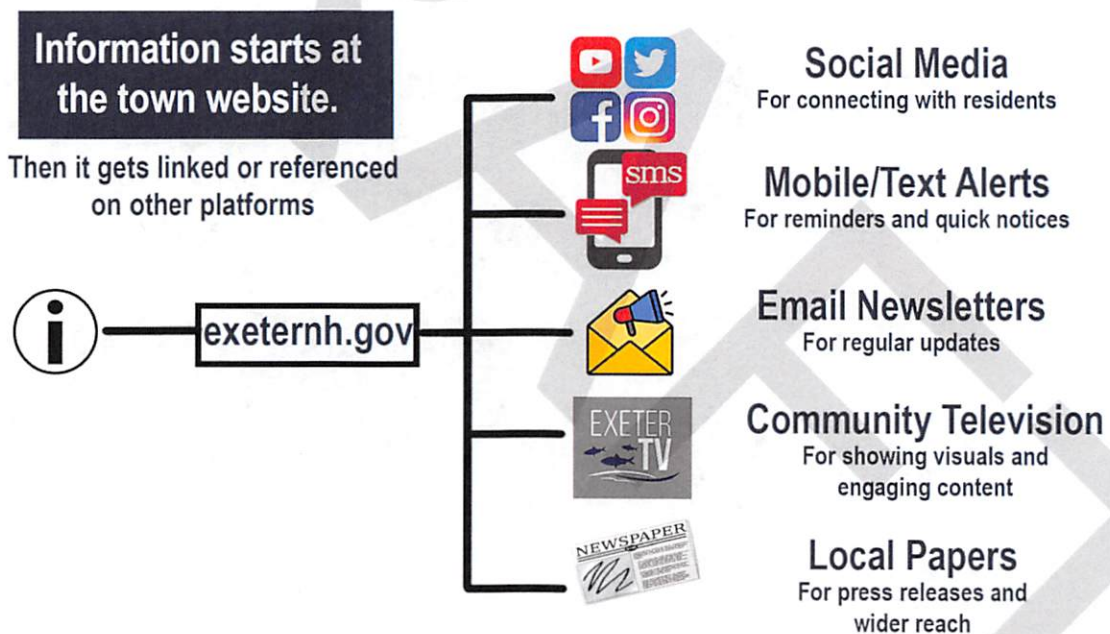 Information starts at
the town website.
Then it gets linked or referenced
on other platforms
i
exeternh.gov
Social Media
For connecting with residents
sms
Mobile/Text Alerts
For reminders and quick notices
Email Newsletters
For regular updates
EXETER
TV
Community Television
For showing visuals and
engaging content
NEWSPAPER
Local Papers
For press releases and
wider reach